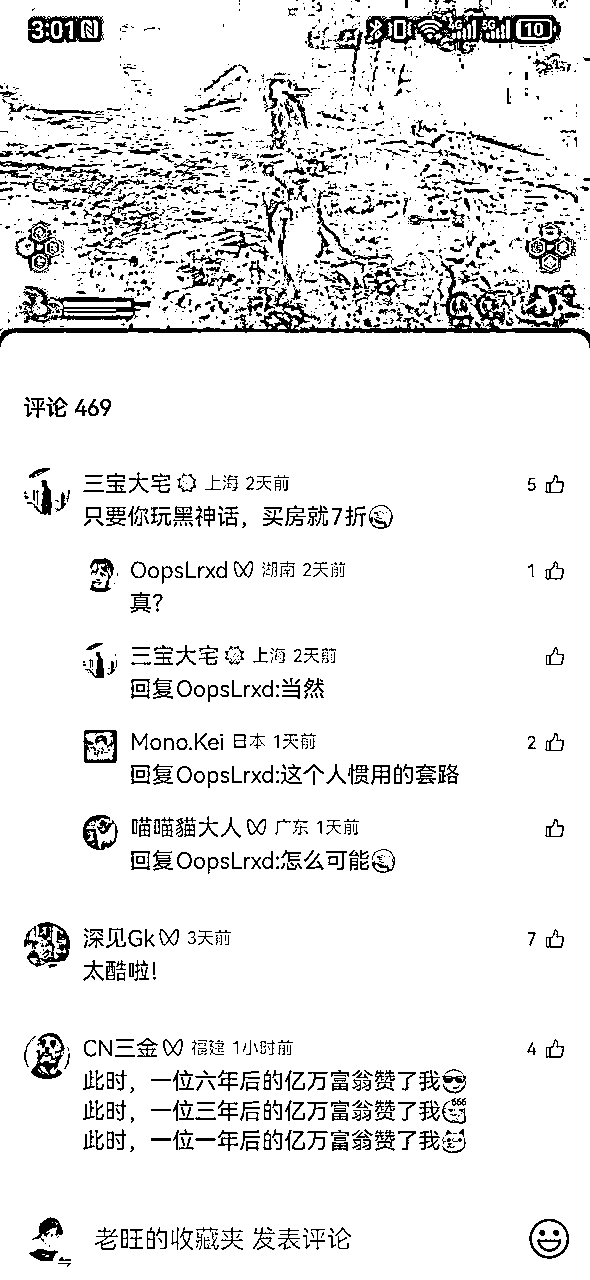 3:01
5G
5G
10
评论 469
三宝大宅 上海 2天前
5
只要你玩黑神话，买房就7折
OopsLrxd 湖南 2天前
1
真?
三宝大宅 上海 2天前
回复OopsLrxd:当然
Mono.Kei 日本 1天前
2
回复OopsLrxd:这个人惯用的套路
喵喵貓大人 广东 1天前
回复OopsLrxd:怎么可能
深见Gk 3天前
7
太酷啦!
CN三金 福建 1小时前
4
此时，一位六年后的亿万富翁赞了我
此时，一位三年后的亿万富翁赞了我
666
此时，一位一年后的亿万富翁赞了我
老旺的收藏夹 发表评论